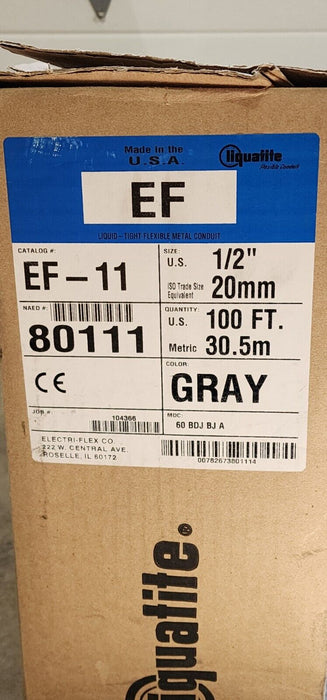 Made in the
U.S.A.
liquatite
Flexible Conduit
EF
LIQUID-TIGHT FLEXIBLE METAL CONDUIT
CATALOG #:
EF-11
SIZE:
U.S. 1/2"
ISO Trade Size
Equivalent 20mm
NAED #:
80111
QUANTITY:
U.S. 100 FT.
Metric 30.5m
CE
COLOR:
GRAY
JOB #:
104366
MDC:
60 BDJ BJ A
ELECTRI-FLEX CO.
222 W. CENTRAL AVE.
ROSELLE, IL 60172
00782673801114
liquatite®